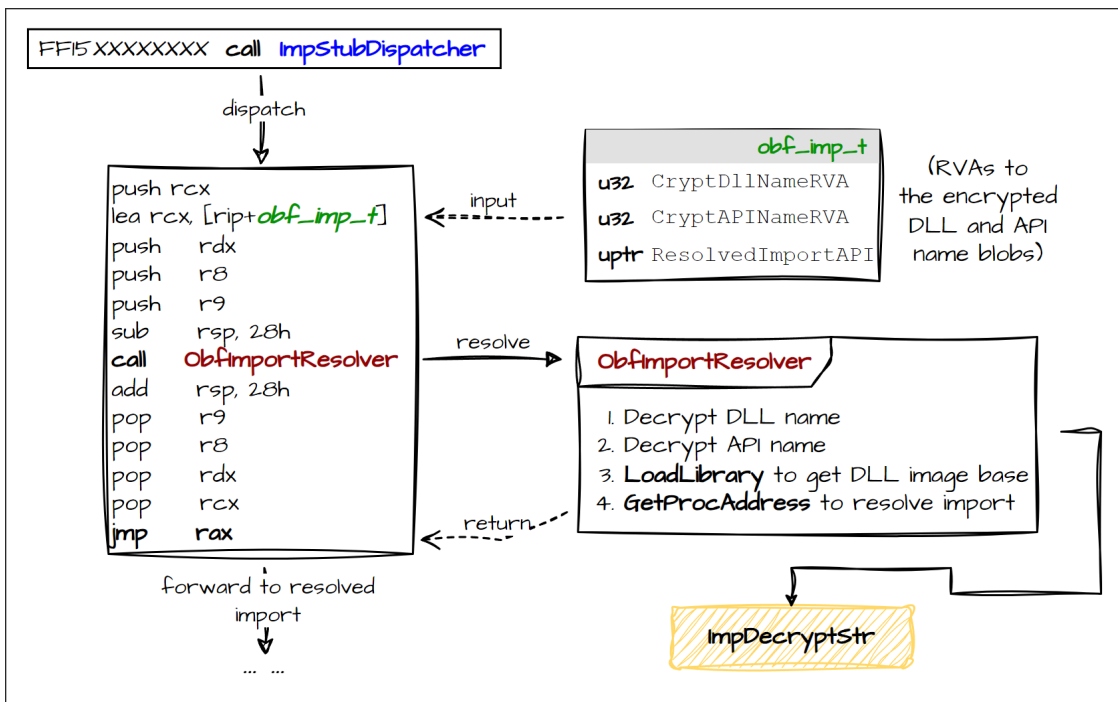 FF15XXXXXXXX call ImpStubDispatcher
dispatch
push rcx
lea rcx, [rip+obf_imp_t]
push rdx
push r8
push r9
sub rsp, 28h
call ObfImportResolver
add rsp, 28h
pop r9
pop r8
pop rdx
pop rcx
jmp rax
forward to resolved
import
... ...
input
obf_imp_t
u32 CryptDllNameRVA
u32 CryptAPINameRVA
uptr ResolvedImportAPI
(RVAs to
the encrypted
DLL and API
name blobs)
resolve
ObfImportResolver
1. Decrypt DLL name
2. Decrypt API name
3. LoadLibrary to get DLL image base
4. GetProcAddress to resolve import
return
ImpDecryptStr